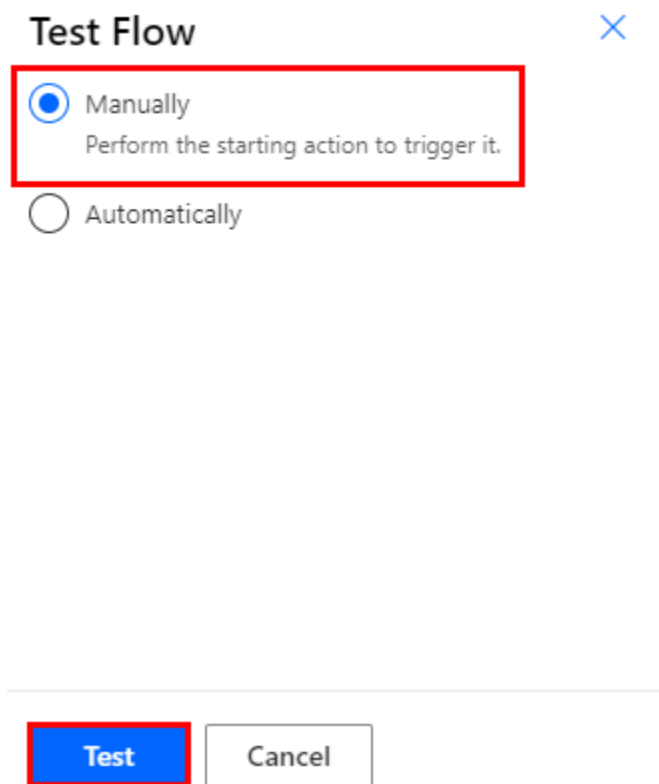 Test Flow
Manually
Perform the starting action to trigger it.
Automatically
Test
Cancel